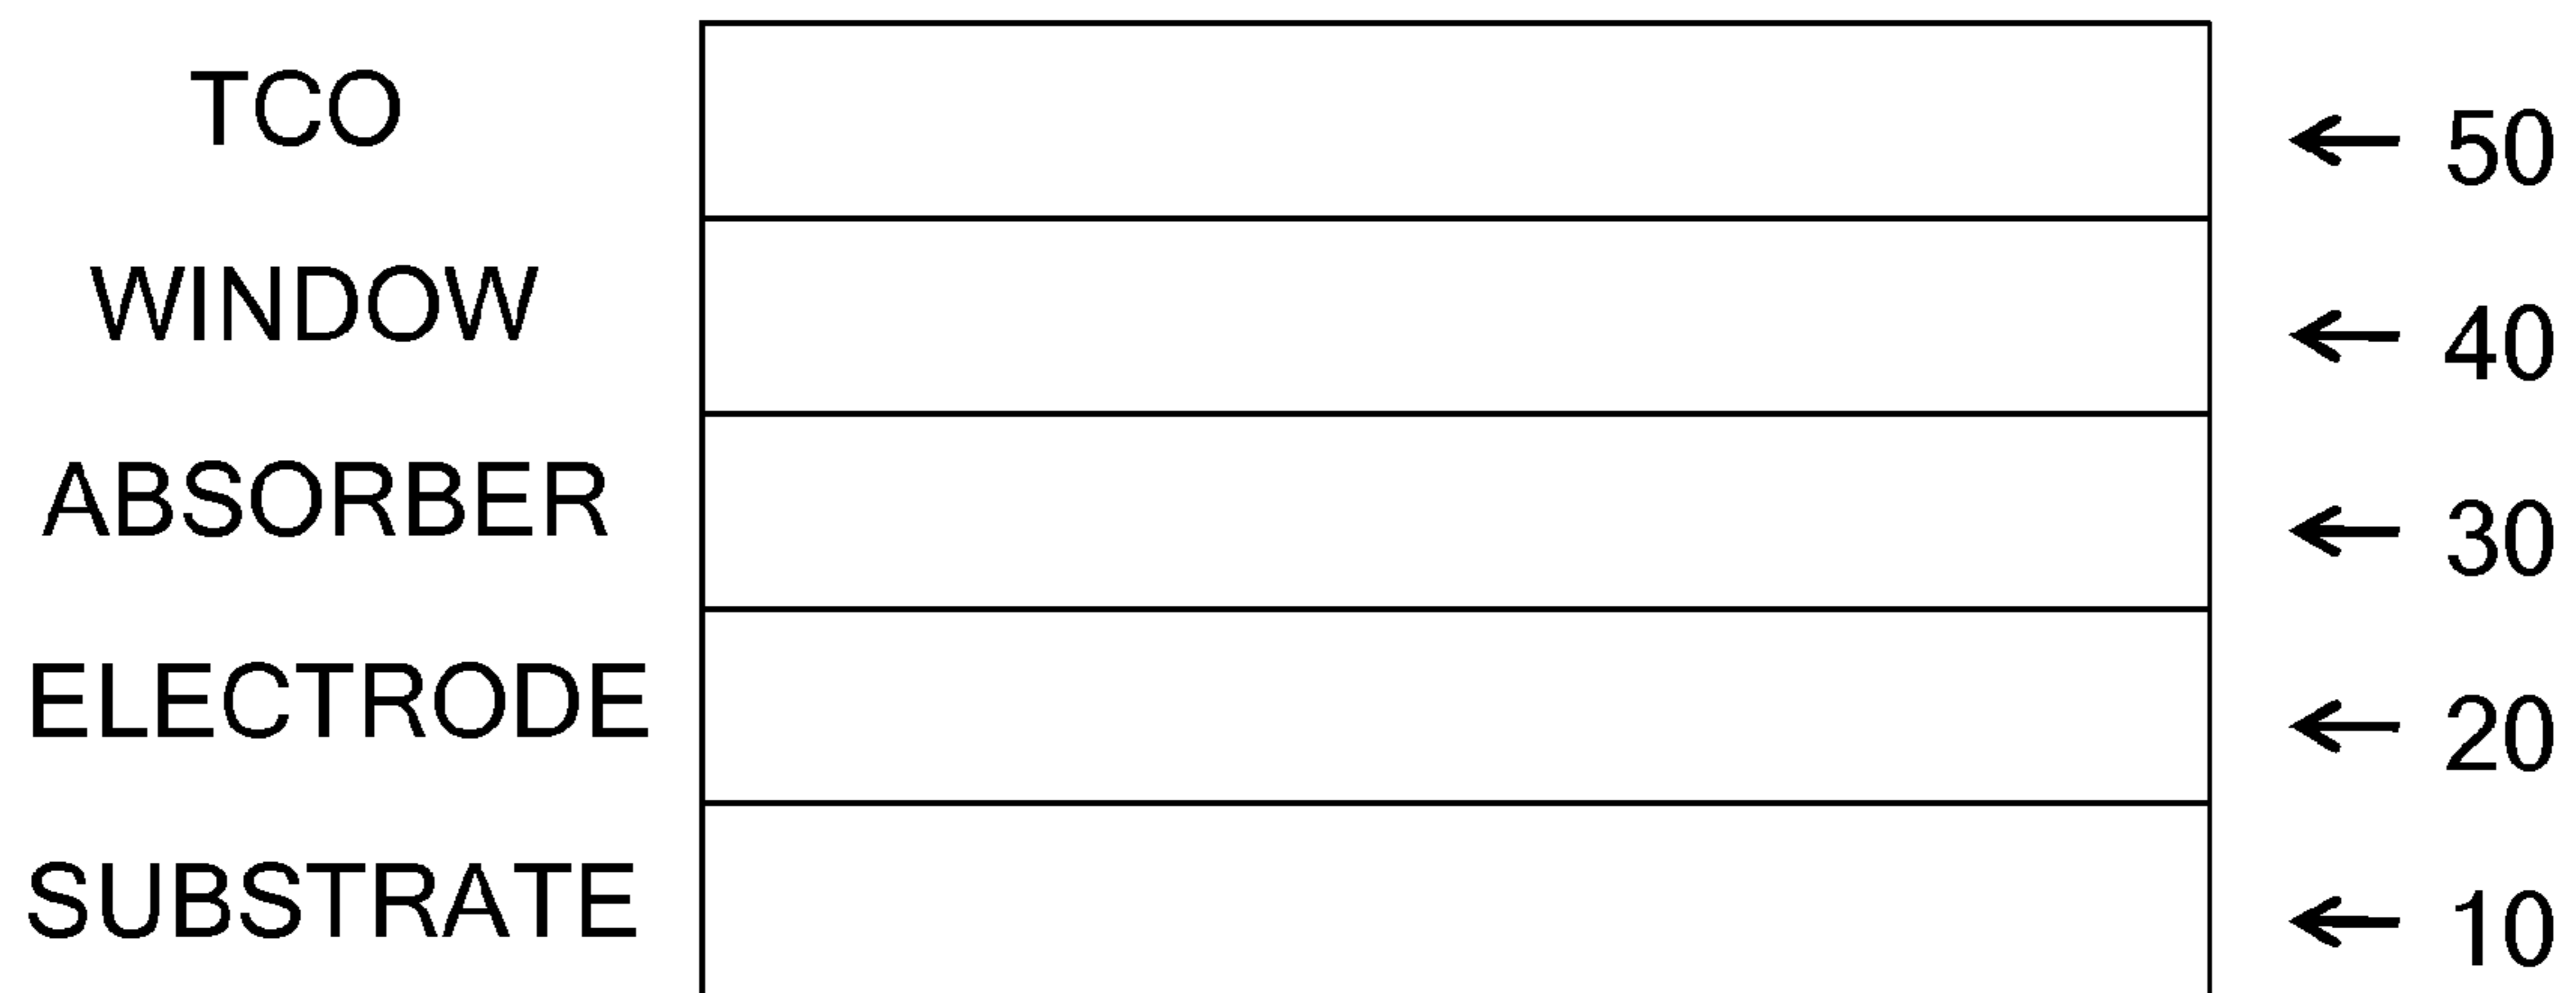 TCO ← 50
WINDOW ← 40
ABSORBER ← 30
ELECTRODE ← 20
SUBSTRATE ← 10